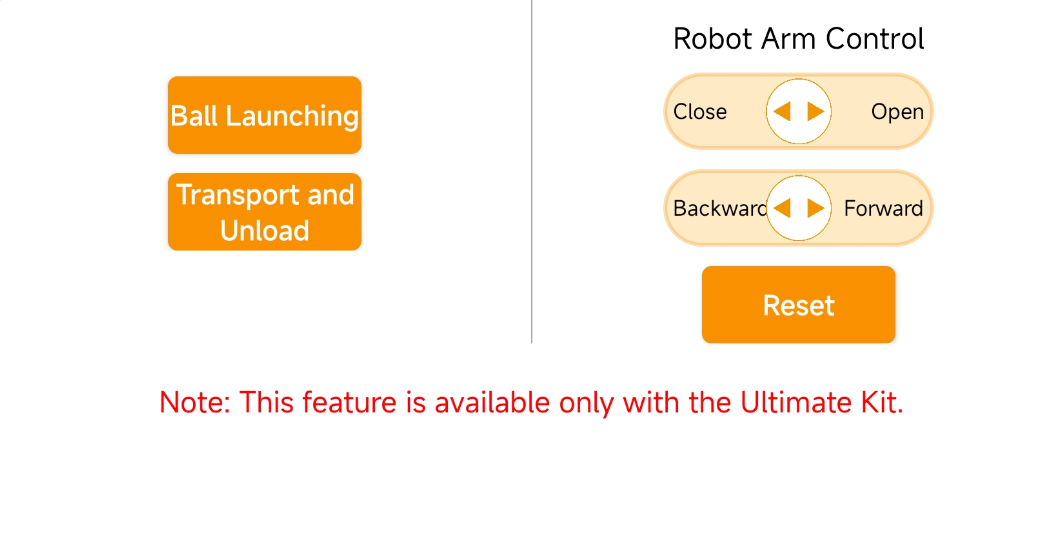 Ball Launching
Transport and
Unload
Robot Arm Control
Close
Open
Backward
Forward
Reset
Note: This feature is available only with the Ultimate Kit.